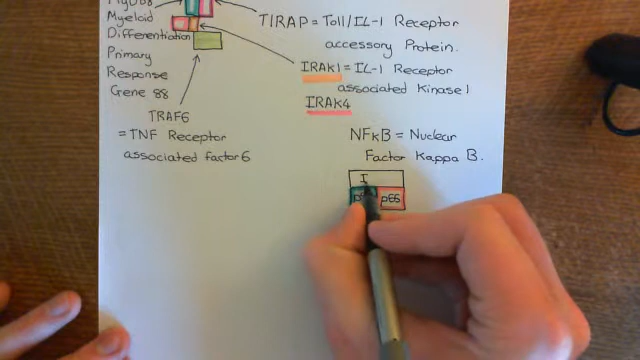 MyD88
Myeloid
Differentiation
Primary
Response
Gene 88
TIRAP = Toll/IL-1 Receptor
accessory Protein.
IRAK1 = IL-1 Receptor
associated Kinase 1
IRAK4
TRAF6
= TNF Receptor
associated factor 6
NFκB = Nuclear
Factor Kappa B.
I
p65